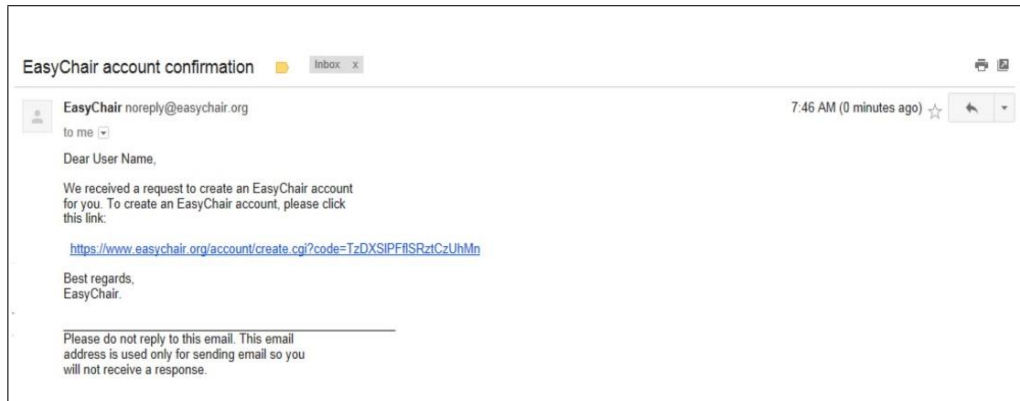 EasyChair account confirmation Inbox x
EasyChair noreply@easychair.org 7:46 AM (0 minutes ago)
to me
Dear User Name,
We received a request to create an EasyChair account
for you. To create an EasyChair account, please click
this link:
https://www.easychair.org/account/create.cgi?code=TzDXSlPFflSRztCzUhMn
Best regards,
EasyChair.
Please do not reply to this email. This email
address is used only for sending email so you
will not receive a response.